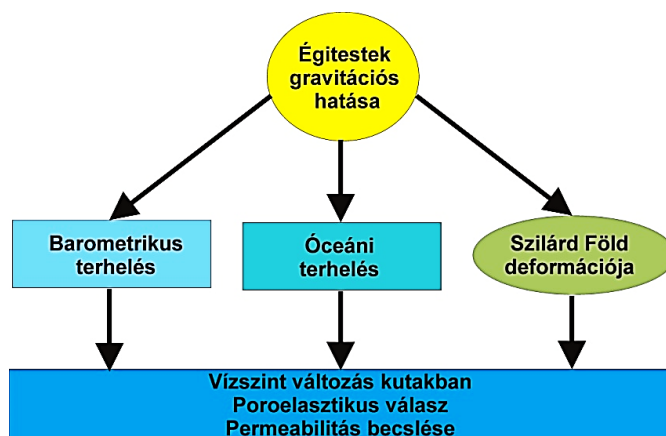 Égitestek
gravitációs
hatása
Barometrikus
terhelés
Óceáni
terhelés
Szilárd Föld
deformációja
Vízszint változás kutakban
Poroelasztikus válasz
Permeabilitás becslése